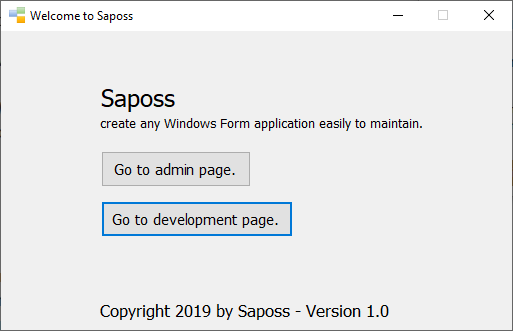 Welcome to Saposs
Saposs
create any Windows Form application easily to maintain.
Go to admin page.
Go to development page.
Copyright 2019 by Saposs - Version 1.0